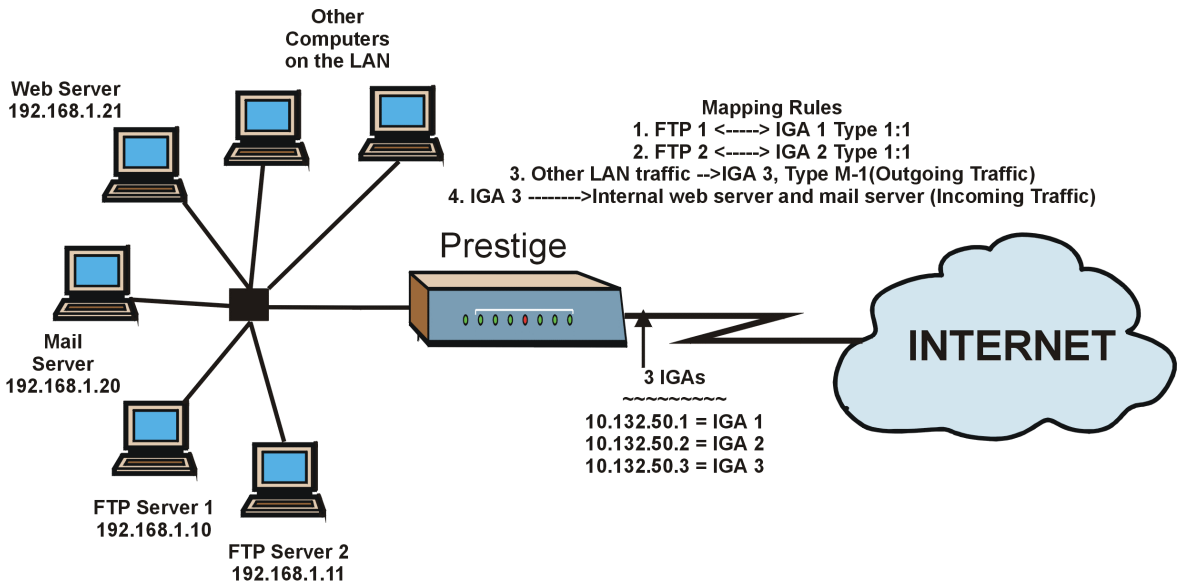 Other
Computers
on the LAN
Web Server
192.168.1.21
Mapping Rules
1. FTP 1 <-----> IGA 1 Type 1:1
2. FTP 2 <-----> IGA 2 Type 1:1
3. Other LAN traffic -->IGA 3, Type M-1(Outgoing Traffic)
4. IGA 3 -------->Internal web server and mail server (Incoming Traffic)
Prestige
INTERNET
Mail
Server
192.168.1.20
3 IGAs
~~~~~~~~~
10.132.50.1 = IGA 1
10.132.50.2 = IGA 2
10.132.50.3 = IGA 3
FTP Server 1
192.168.1.10
FTP Server 2
192.168.1.11